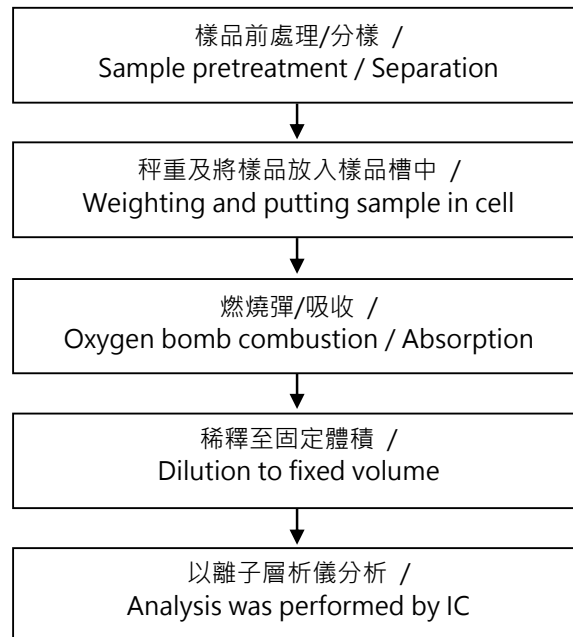 樣品前處理/分樣 /
Sample pretreatment / Separation
秤重及將樣品放入樣品槽中 /
Weighting and putting sample in cell
燃燒彈/吸收 /
Oxygen bomb combustion / Absorption
稀釋至固定體積 /
Dilution to fixed volume
以離子層析儀分析 /
Analysis was performed by IC